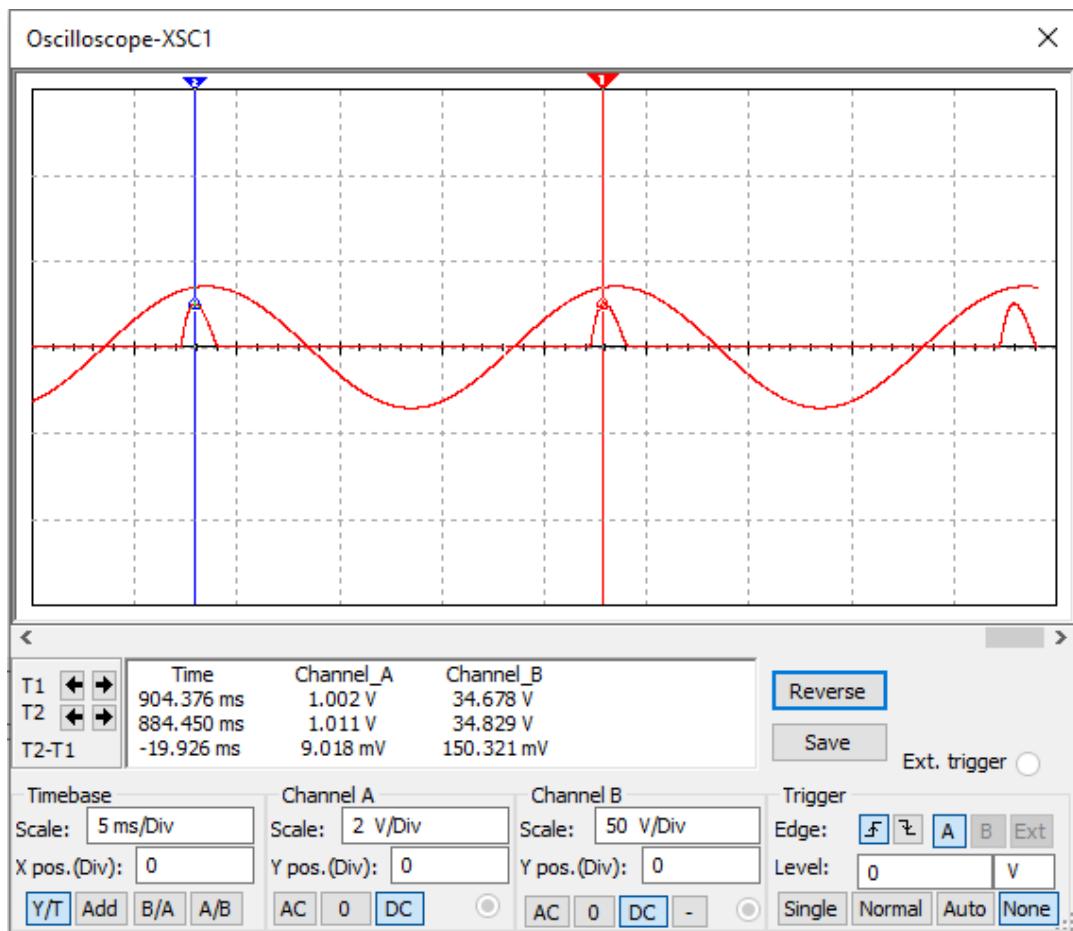 Oscilloscope-XSC1
2
1
Time Channel_A Channel_B
T1 904.376 ms 1.002 V 34.678 V
T2 884.450 ms 1.011 V 34.829 V
T2-T1 -19.926 ms 9.018 mV 150.321 mV
Reverse
Save
Ext. trigger
Timebase
Scale: 5 ms/Div
X pos.(Div): 0
Y/T Add B/A A/B
Channel A
Scale: 2 V/Div
Y pos.(Div): 0
AC 0 DC
Channel B
Scale: 50 V/Div
Y pos.(Div): 0
AC 0 DC -
Trigger
Edge: A B Ext
Level: 0 V
Single Normal Auto None